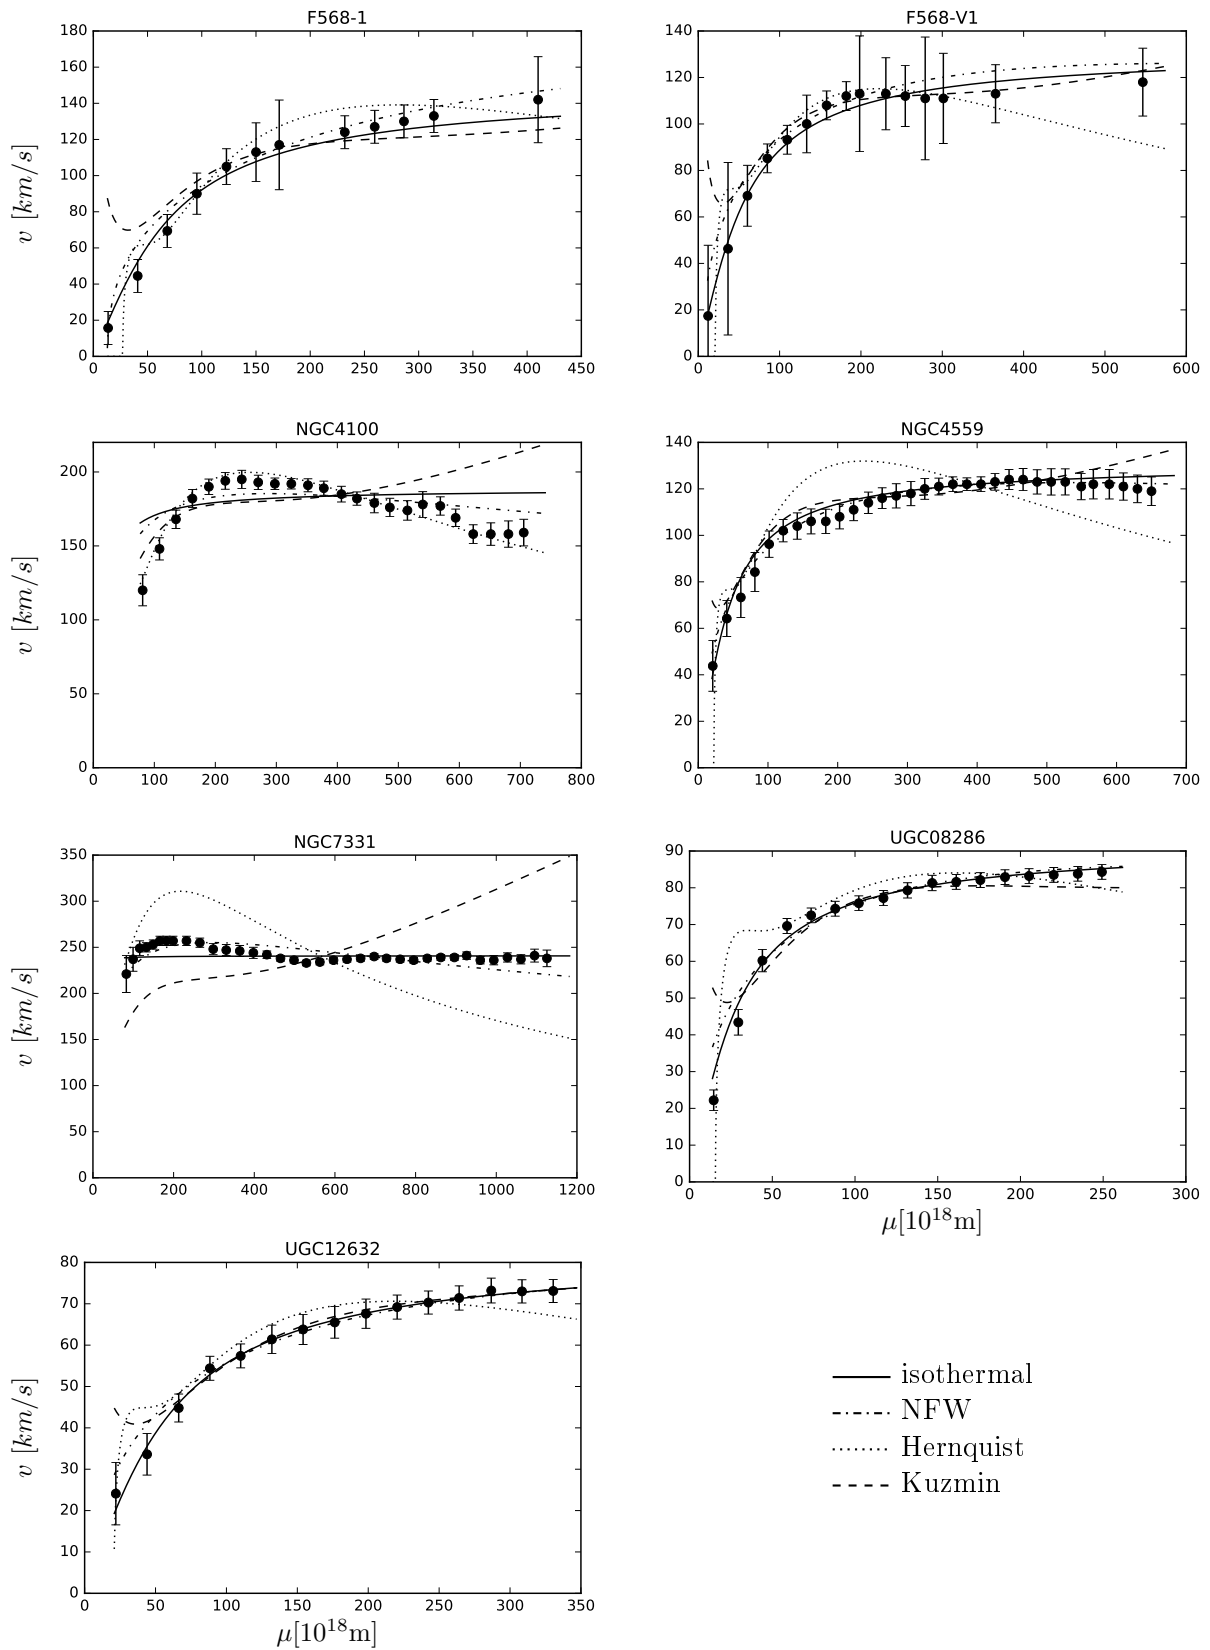 F568-1
180
160
140
120
100
80
60
40
20
0
0 50 100 150 200 250 300 350 400 450
v [km/s]
F568-V1
140
120
100
80
60
40
20
0
0 100 200 300 400 500 600
NGC4100
200
150
100
50
0
0 100 200 300 400 500 600 700 800
v [km/s]
NGC4559
140
120
100
80
60
40
20
0
0 100 200 300 400 500 600 700
NGC7331
350
300
250
200
150
100
50
0
0 200 400 600 800 1000 1200
v [km/s]
UGC08286
90
80
70
60
50
40
30
20
10
0
0 50 100 150 200 250 300
μ[10¹⁸m]
UGC12632
80
70
60
50
40
30
20
10
0
0 50 100 150 200 250 300 350
v [km/s]
μ[10¹⁸m]
isothermal
NFW
Hernquist
Kuzmin